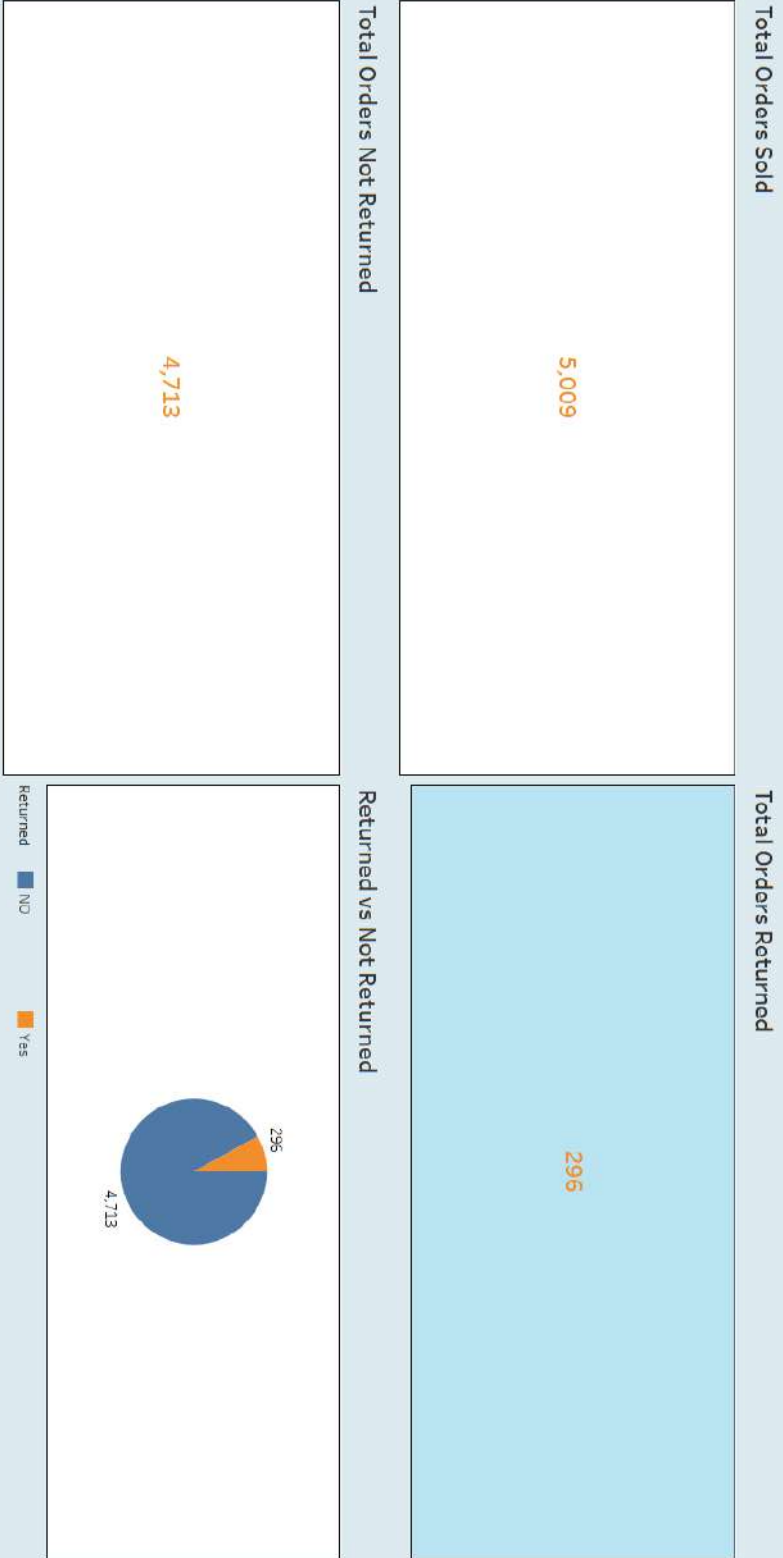 Total Orders Sold
5,009
Total Orders Returned
296
Total Orders Not Returned
4,713
Returned vs Not Returned
296
4,713
Returned NO Yes